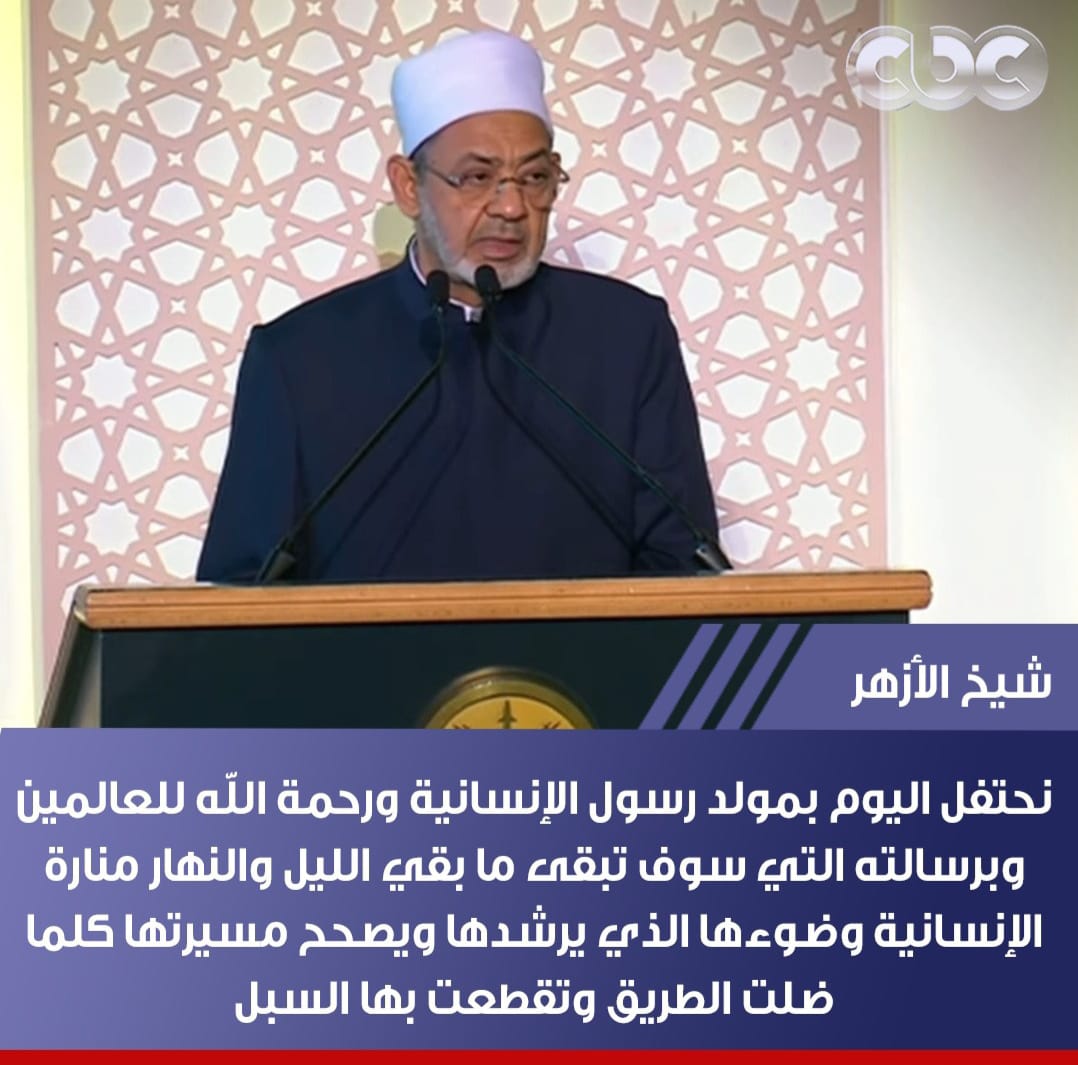 cbc
شيخ الأزهر
نحتفل اليوم بمولد رسول الإنسانية ورحمة الله للعالمين
وبرسالته التي سوف تبقى ما بقي الليل والنهار منارة
الإنسانية وضوءها الذي يرشدها ويصحح مسيرتها كلما
ضلت الطريق وتقطعت بها السبل